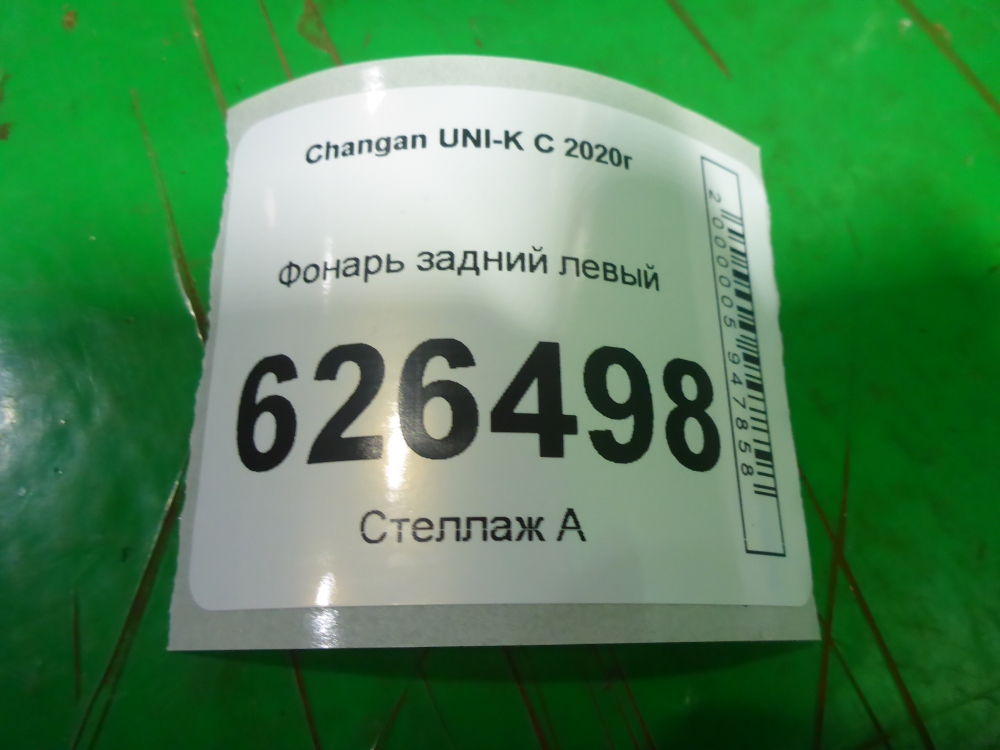 Changan UNI-K С 2020г
Фонарь задний левый
626498
Стеллаж А
2000005947858